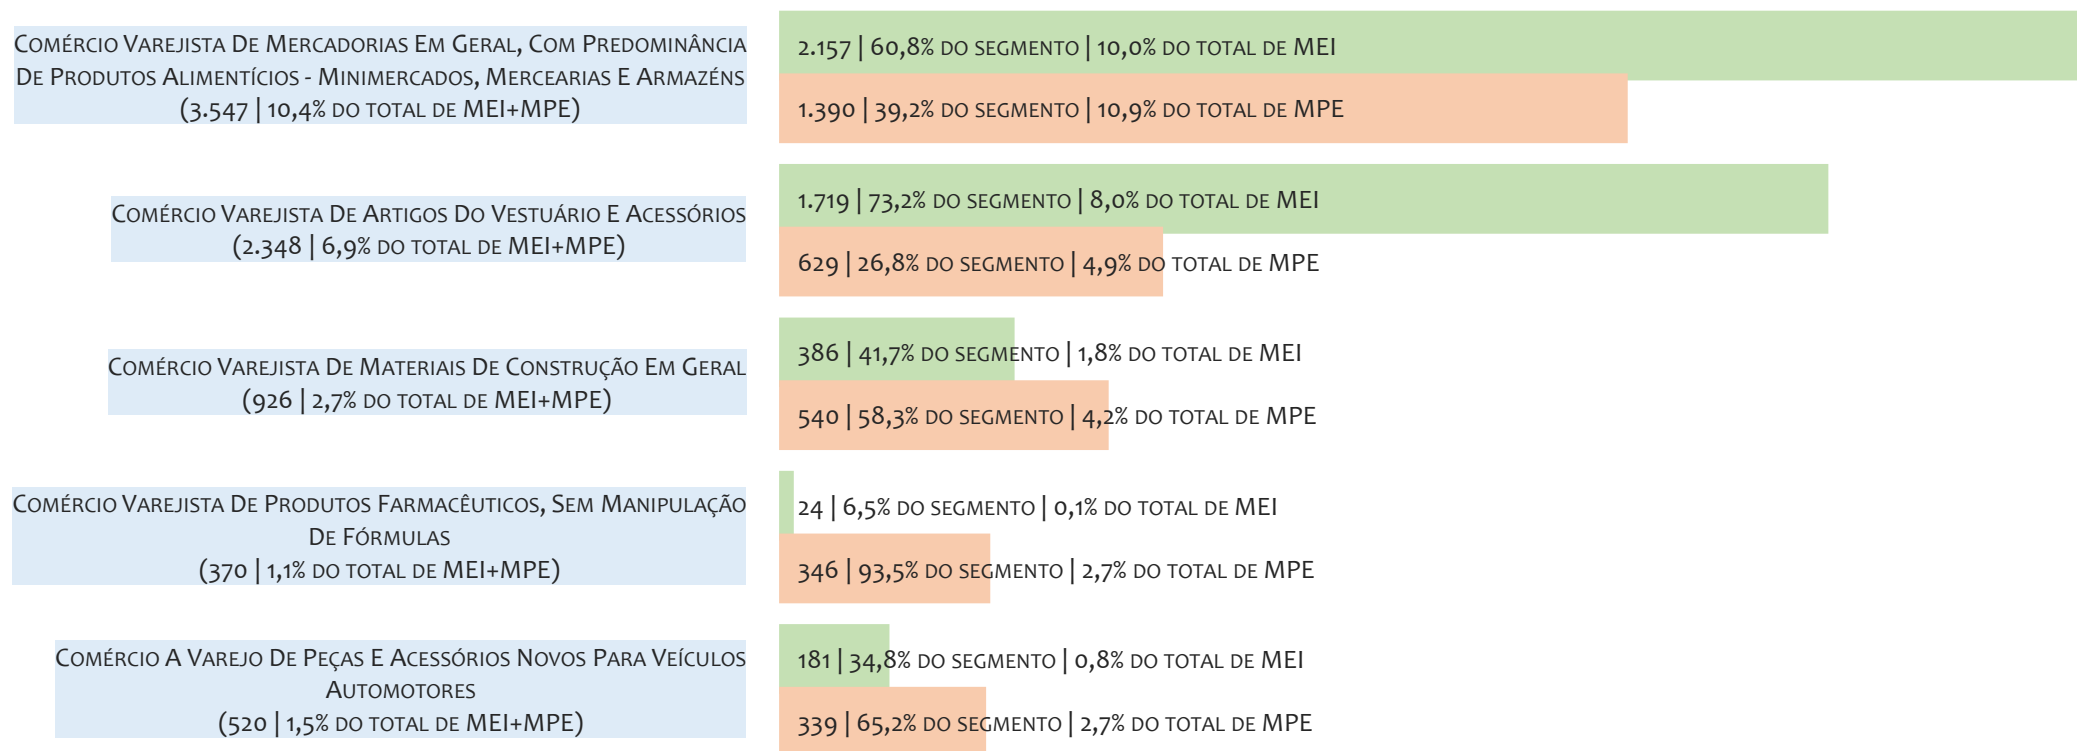 Comércio Varejista De Mercadorias Em Geral, Com Predominância
De Produtos Alimentícios - Minimercados, Mercearias E Armazéns
(3.547 | 10,4% do total de MEI+MPE)
2.157 | 60,8% do segmento | 10,0% do total de MEI
1.390 | 39,2% do segmento | 10,9% do total de MPE
Comércio Varejista De Artigos Do Vestuário E Acessórios
(2.348 | 6,9% do total de MEI+MPE)
1.719 | 73,2% do segmento | 8,0% do total de MEI
629 | 26,8% do segmento | 4,9% do total de MPE
Comércio Varejista De Materiais De Construção Em Geral
(926 | 2,7% do total de MEI+MPE)
386 | 41,7% do segmento | 1,8% do total de MEI
540 | 58,3% do segmento | 4,2% do total de MPE
Comércio Varejista De Produtos Farmacêuticos, Sem Manipulação
De Fórmulas
(370 | 1,1% do total de MEI+MPE)
24 | 6,5% do segmento | 0,1% do total de MEI
346 | 93,5% do segmento | 2,7% do total de MPE
Comércio A Varejo De Peças E Acessórios Novos Para Veículos
Automotores
(520 | 1,5% do total de MEI+MPE)
181 | 34,8% do segmento | 0,8% do total de MEI
339 | 65,2% do segmento | 2,7% do total de MPE